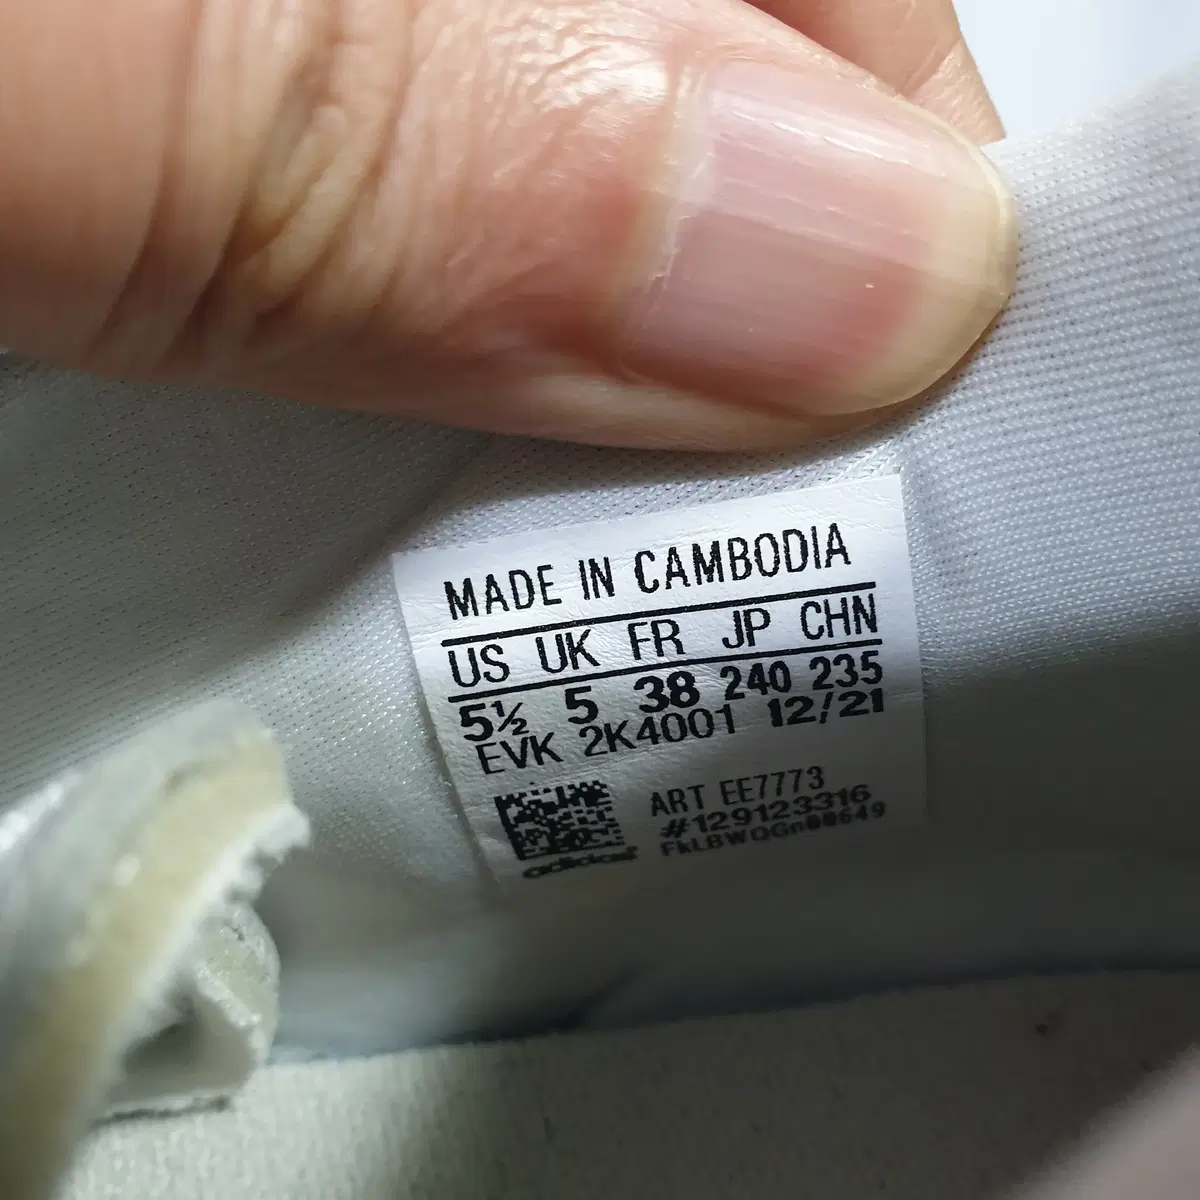 MADE IN CAMBODIA
US UK FR JP CHN
5½ 5 38 240 235
EVK 2K4001 12/21
ART EE7773
#129123316
FkLBWQGn00649
adidas